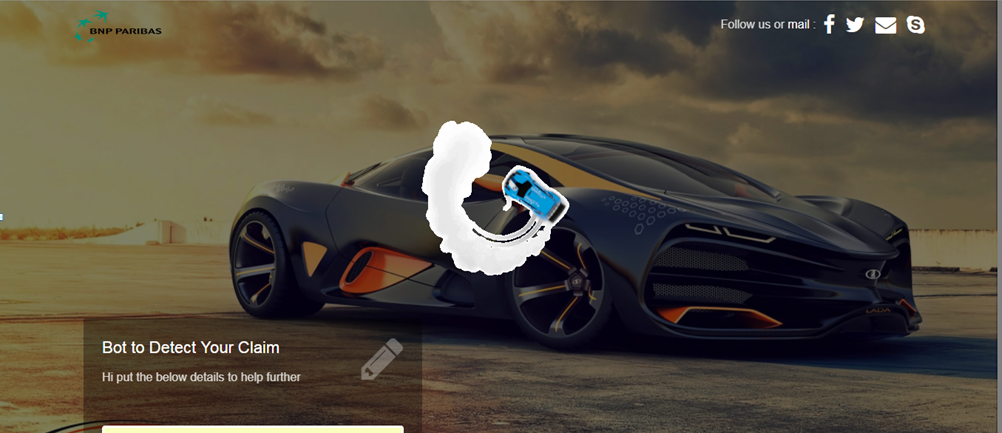 BNP PARIBAS
Follow us or mail :
LADA
Bot to Detect Your Claim
Hi put the below details to help further